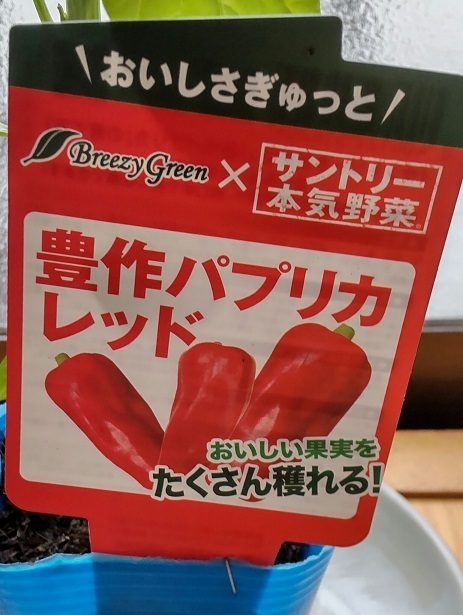 おいしさぎゅっと
Breezy Green × サントリー
本気野菜
豊作パプリカ
レッド
おいしい果実を
たくさん獲れる!